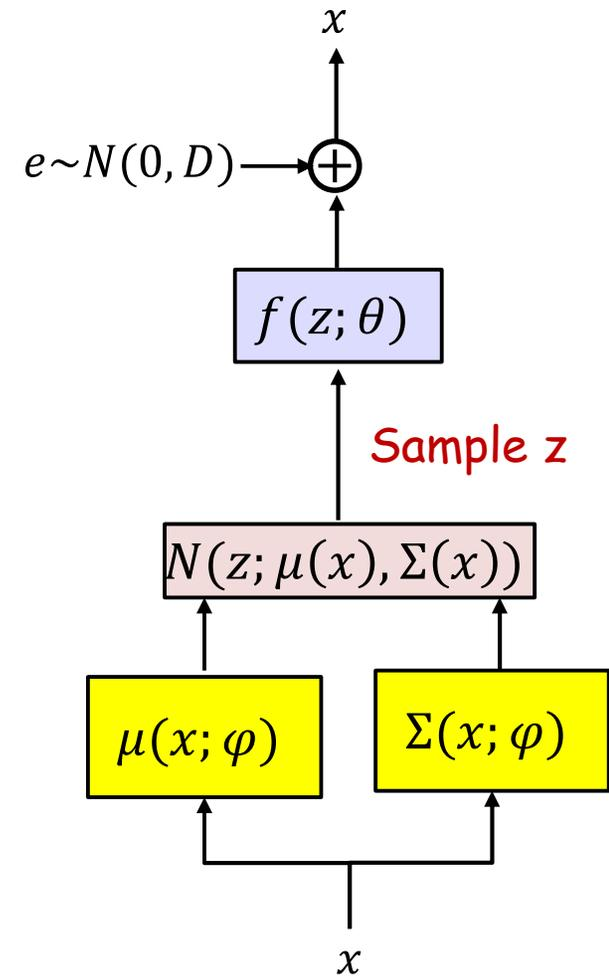 x
e~N(0, D)
+
f(z; θ)
Sample z
N(z; μ(x), Σ(x))
μ(x; φ)
Σ(x; φ)
x